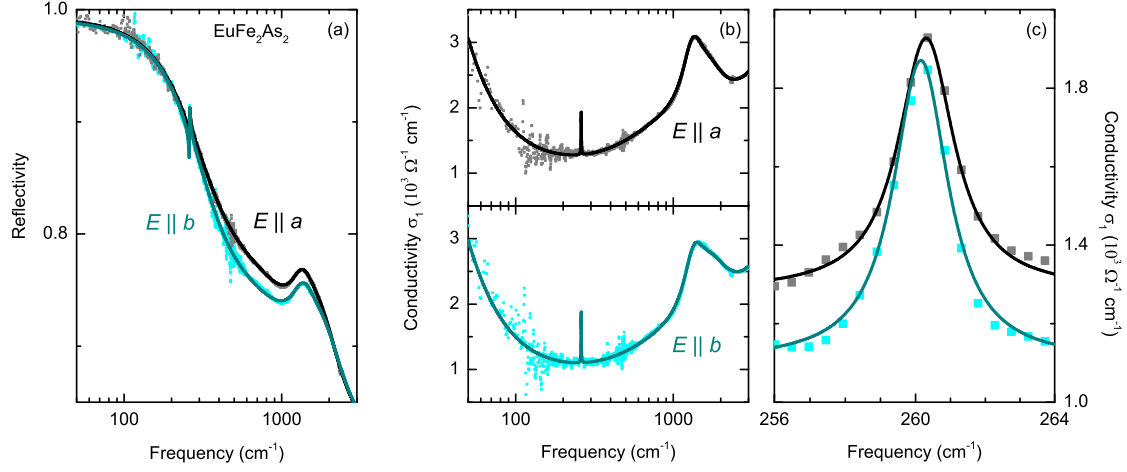 EuFe₂As₂ (a)
1.0
0.8
E || b
E || a
Reflectivity
100 1000
Frequency (cm⁻¹)
(b)
3
2
1
E || a
3
2
1
E || b
Conductivity σ₁ (10³ Ω⁻¹ cm⁻¹)
100 1000
Frequency (cm⁻¹)
(c)
1.8
1.4
1.0
Conductivity σ₁ (10³ Ω⁻¹ cm⁻¹)
256 258 260 262 264
Frequency (cm⁻¹)